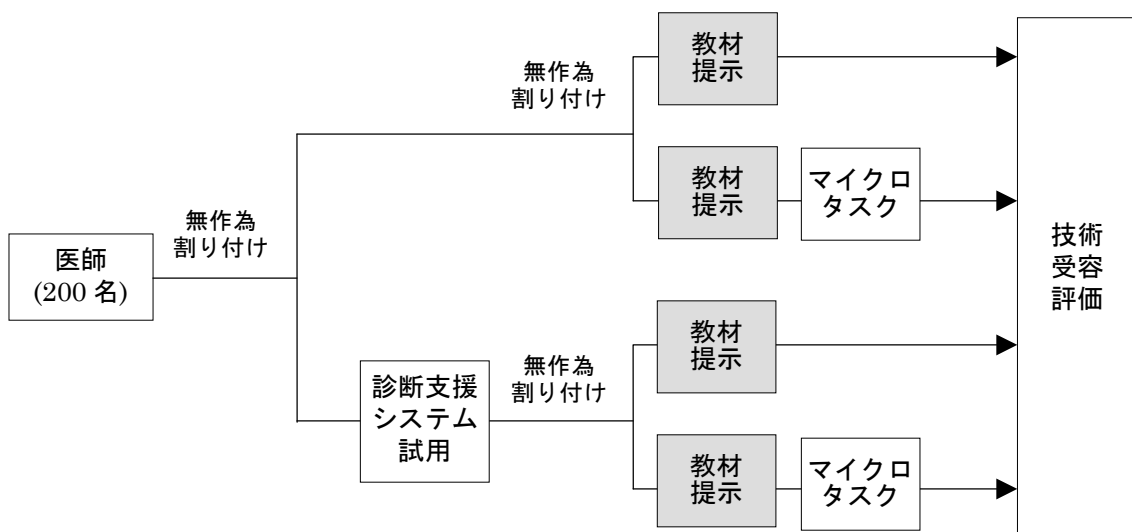 医師
(200 名)
無作為
割り付け
無作為
割り付け
教材
提示
教材
提示
マイクロ
タスク
診断支援
システム
試用
無作為
割り付け
教材
提示
教材
提示
マイクロ
タスク
技術
受容
評価